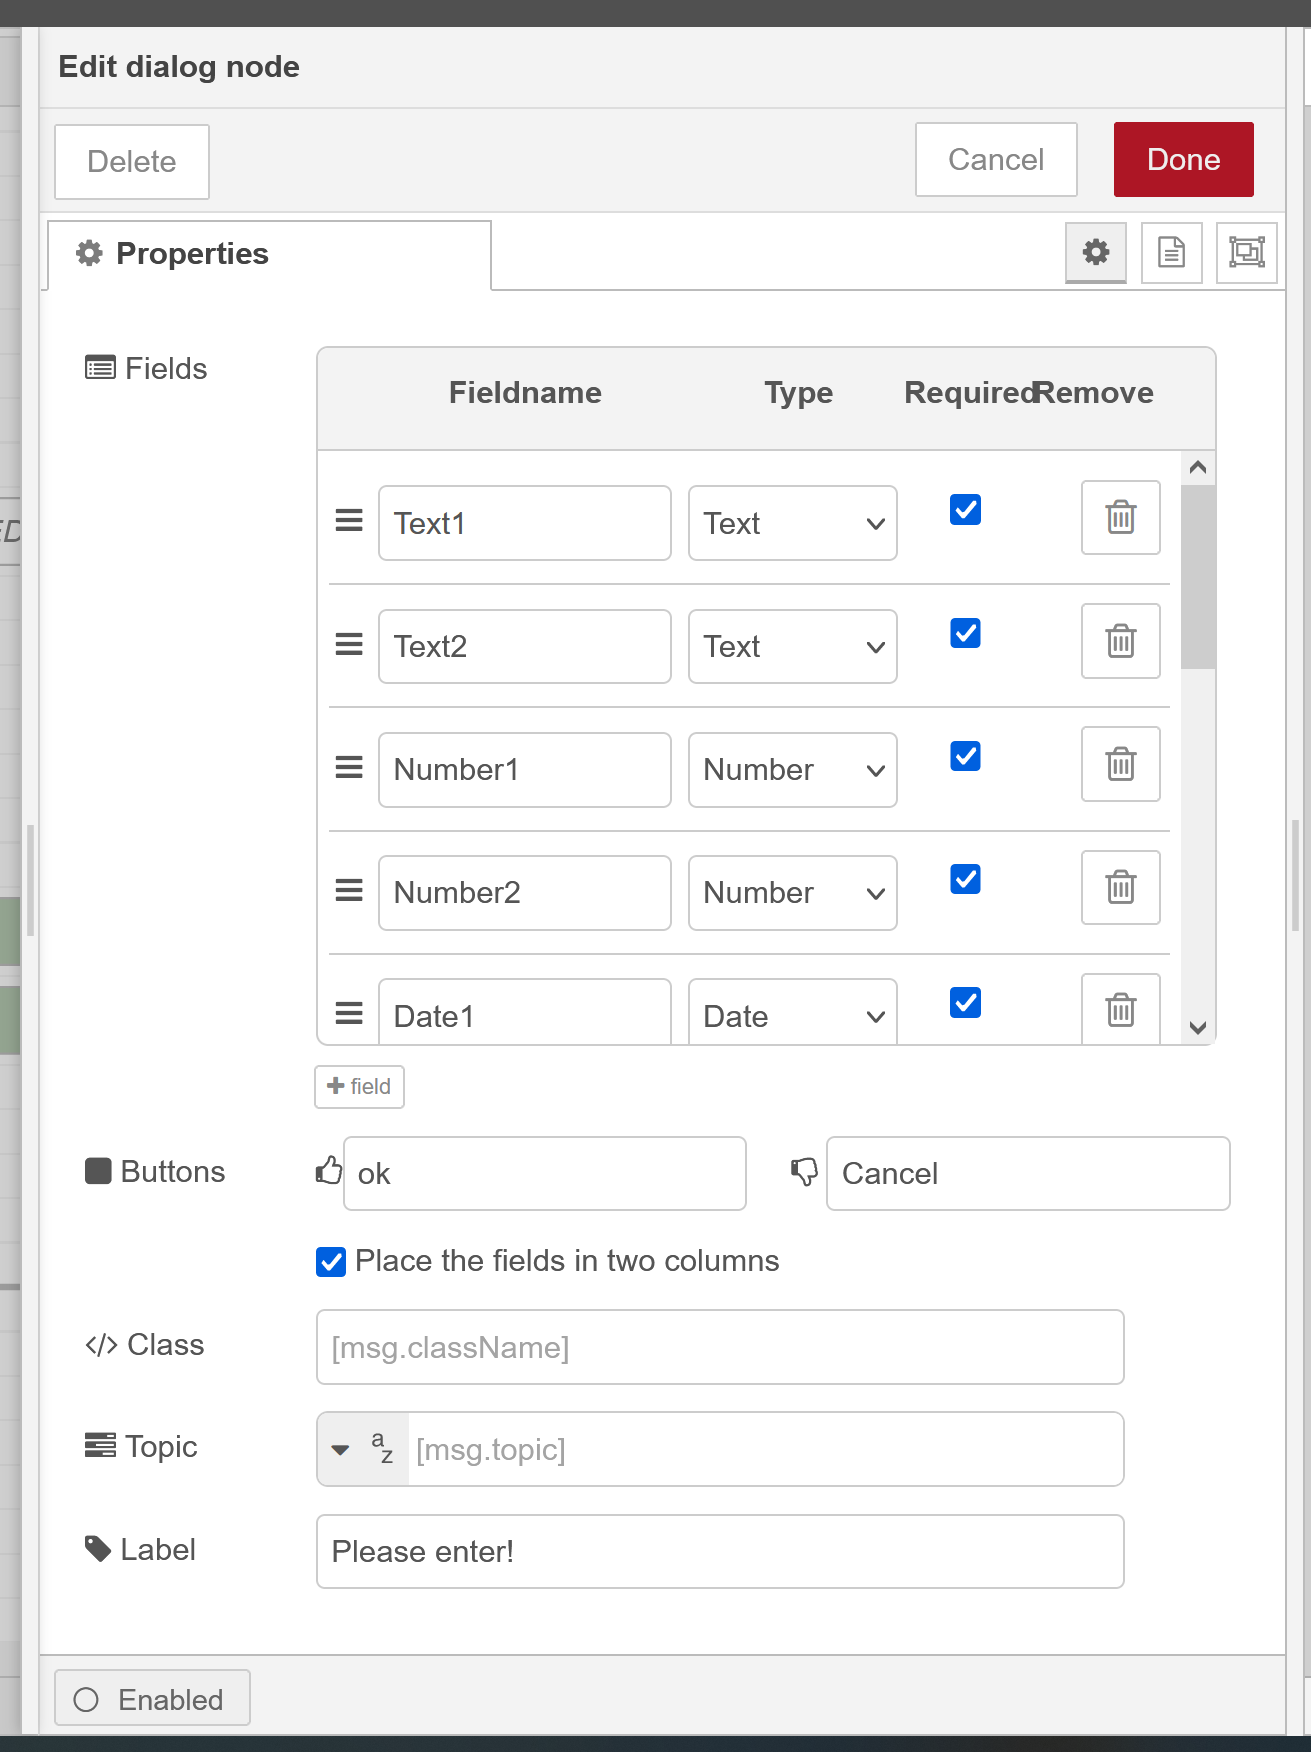 Edit dialog node
Delete Cancel Done
Properties
Fields
Fieldname Type Required Remove
Text1 Text
Text2 Text
Number1 Number
Number2 Number
Date1 Date
field
Buttons ok Cancel
Place the fields in two columns
Class [msg.className]
Topic az [msg.topic]
Label Please enter!
Enabled